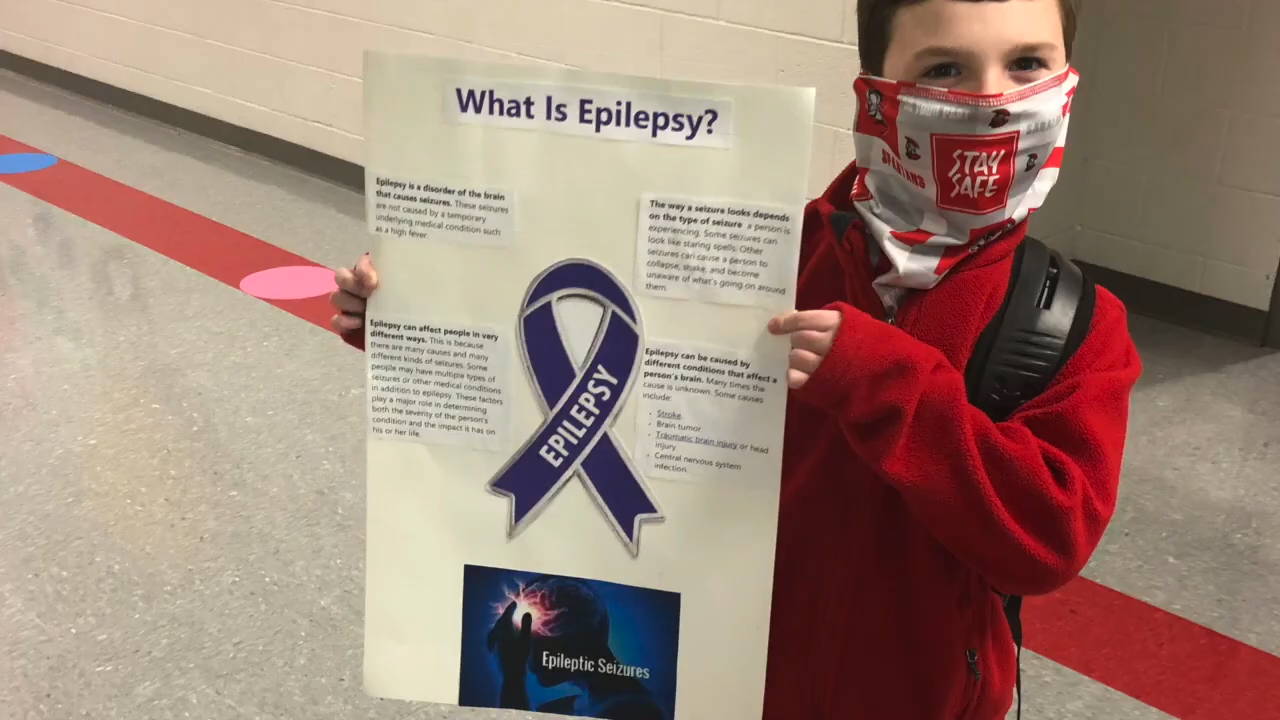 What Is Epilepsy?
Epilepsy is a disorder of the brain
that causes seizures. These seizures
are not caused by a temporary
underlying medical condition such
as a high fever.
Epilepsy can affect people in very
different ways. This is because
there are many causes and many
different kinds of seizures. Some
people may have multiple types of
seizures or other medical conditions
in addition to epilepsy. These factors
play a major role in determining
both the severity of the person's
condition and the impact it has on
his or her life.
The way a seizure looks depends
on the type of seizure a person is
experiencing. Some seizures can
look like staring spells. Other
seizures can cause a person to
collapse, shake, and become
unaware of what's going on around
them.
Epilepsy can be caused by
different conditions that affect a
person's brain. Many times the
cause is unknown. Some causes
include:
• Stroke.
• Brain tumor
• Traumatic brain injury or head
injury
• Central nervous system
infection.
EPILEPSY
Epileptic Seizures
SPARTANS
STAY
SAFE